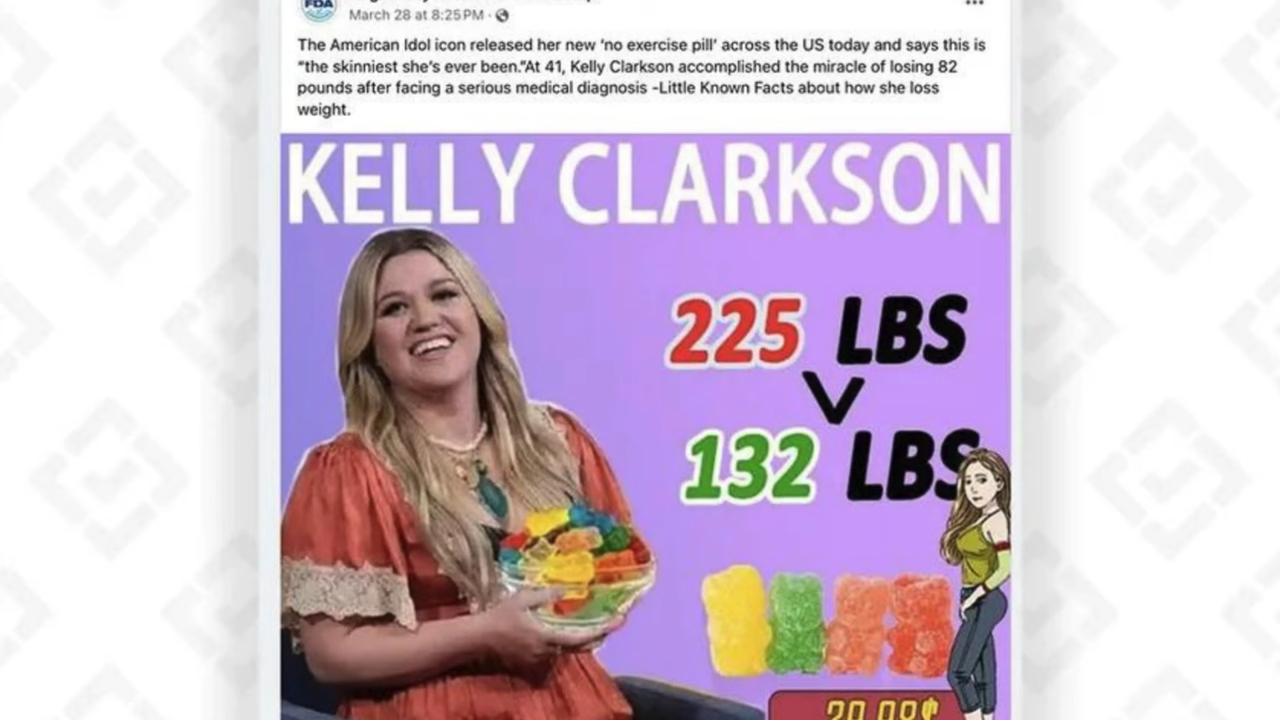 FDA
March 28 at 8:25 PM ·
The American Idol icon released her new 'no exercise pill' across the US today and says this is
"the skinniest she's ever been."At 41, Kelly Clarkson accomplished the miracle of losing 82
pounds after facing a serious medical diagnosis -Little Known Facts about how she loss
weight.
KELLY CLARKSON
225 LBS
132 LBS